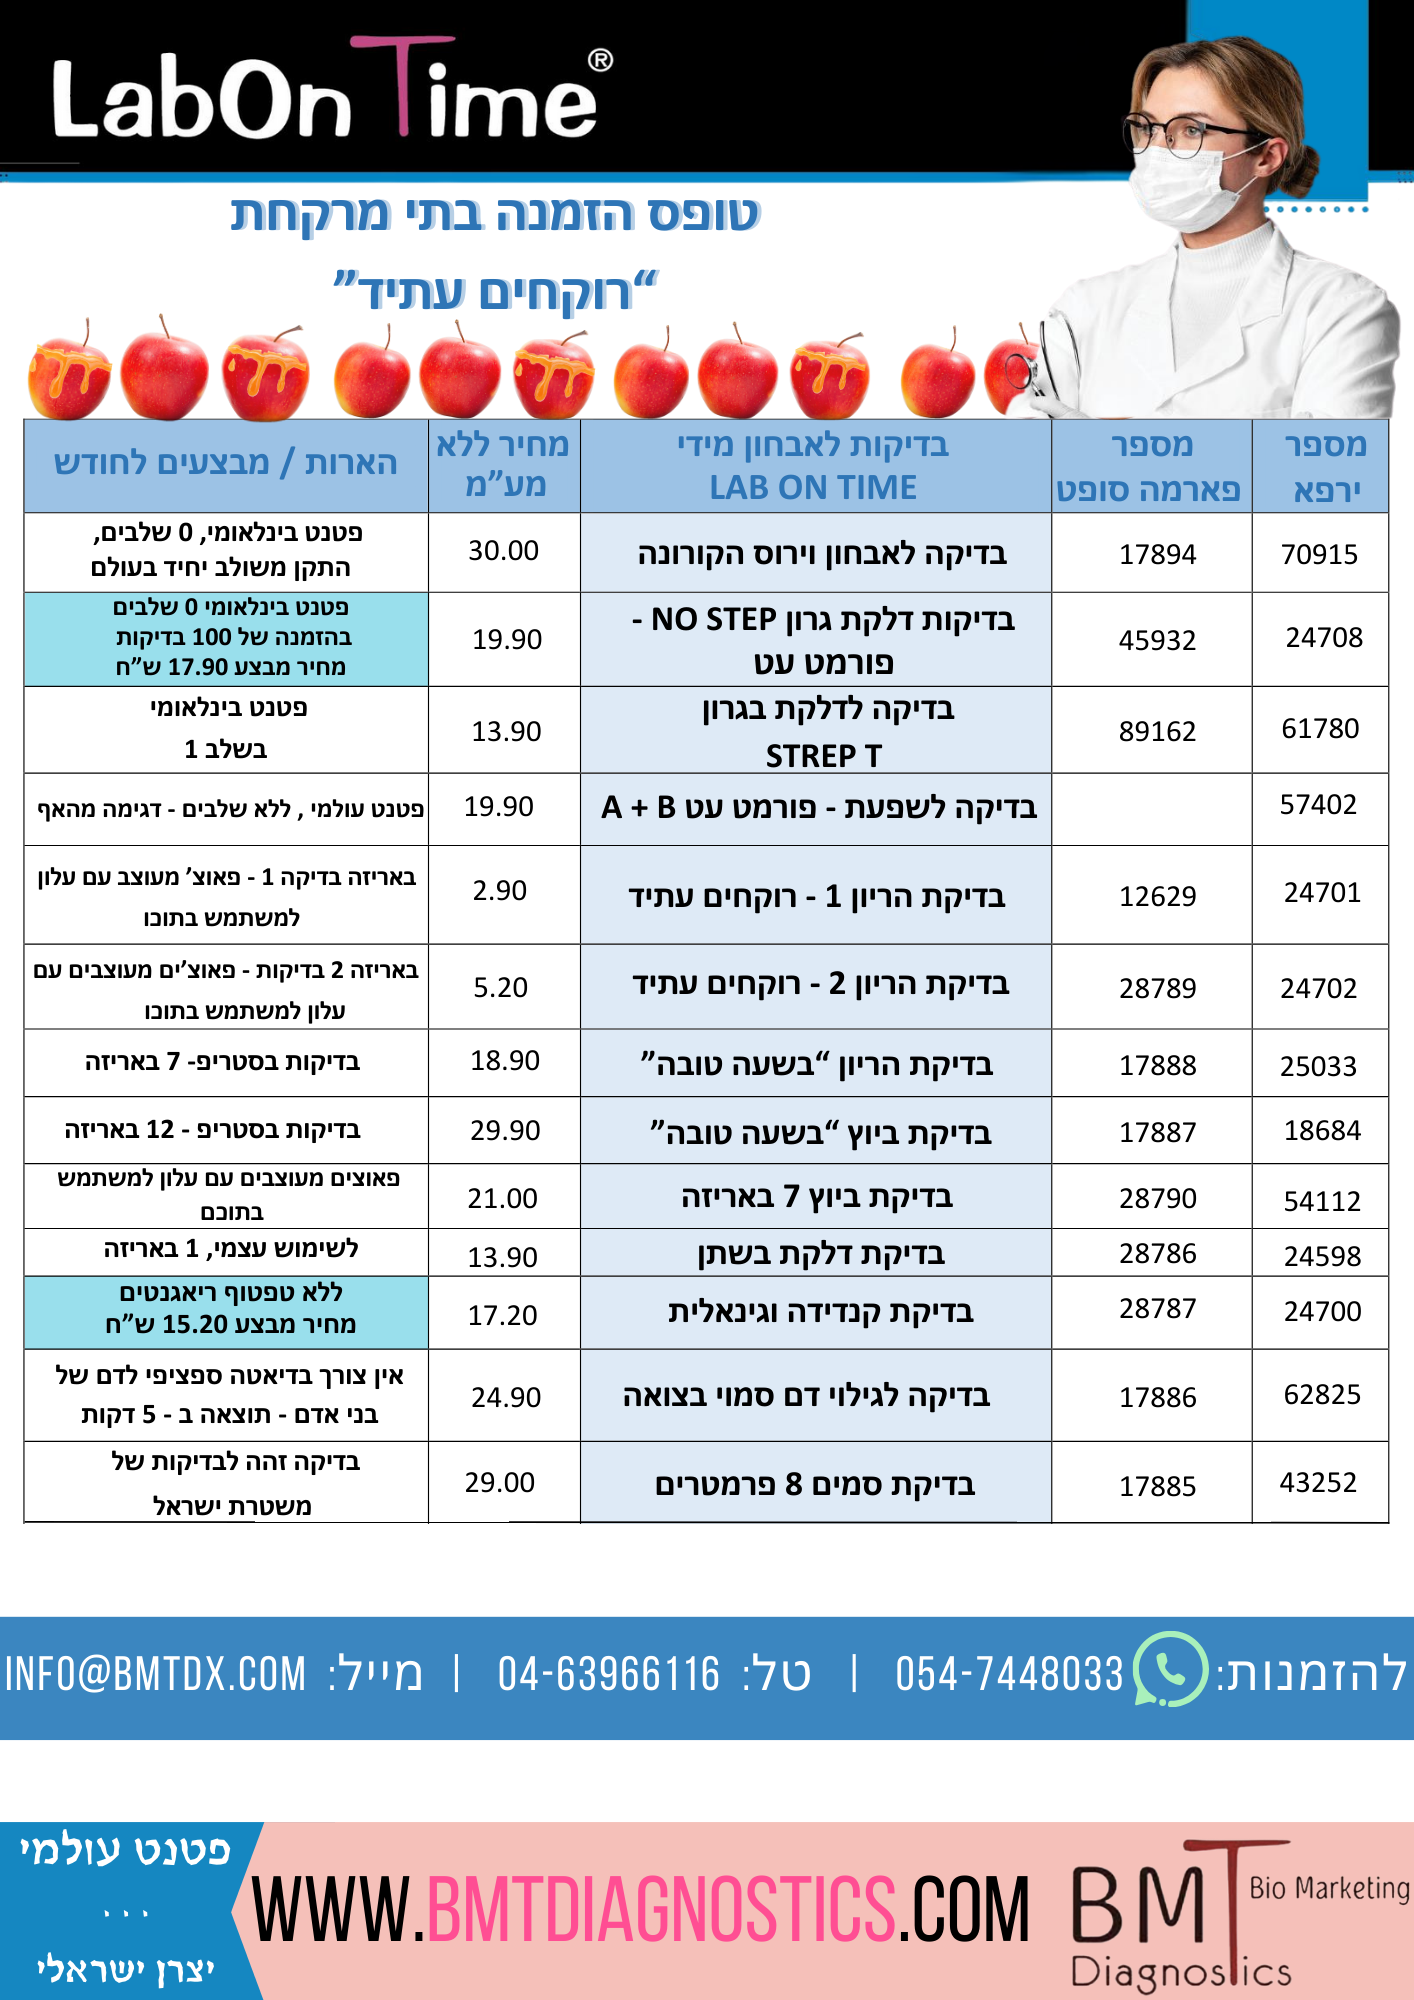 LabOnTime®
טופס הזמנה בתי מרקחת
“רוקחים עתיד”
מספר ירפא | מספר פארמה סופט | בדיקות לאבחון מידי LAB ON TIME | מחיר ללא מע”מ | הארות / מבצעים לחודש
70915 | 17894 | בדיקה לאבחון וירוס הקורונה | 30.00 | פטנט בינלאומי, 0 שלבים, התקן משולב יחיד בעולם
24708 | 45932 | בדיקות דלקת גרון NO STEP - פורמט עט | 19.90 | פטנט בינלאומי 0 שלבים בהזמנה של 100 בדיקות מחיר מבצע 17.90 ש”ח
61780 | 89162 | בדיקה לדלקת בגרון STREP T | 13.90 | פטנט בינלאומי בשלב 1
57402 | | בדיקה לשפעת - פורמט עט A + B | 19.90 | פטנט עולמי , ללא שלבים - דגימה מהאף
24701 | 12629 | בדיקת הריון 1 - רוקחים עתיד | 2.90 | באריזה בדיקה 1 - פאוצ’ מעוצב עם עלון למשתמש בתוכו
24702 | 28789 | בדיקת הריון 2 - רוקחים עתיד | 5.20 | באריזה 2 בדיקות - פאוצ’ים מעוצבים עם עלון למשתמש בתוכו
25033 | 17888 | בדיקת הריון “בשעה טובה” | 18.90 | בדיקות בסטריפ- 7 באריזה
18684 | 17887 | בדיקת ביוץ “בשעה טובה” | 29.90 | בדיקות בסטריפ - 12 באריזה
54112 | 28790 | בדיקת ביוץ 7 באריזה | 21.00 | פאוצים מעוצבים עם עלון למשתמש בתוכם
24598 | 28786 | בדיקת דלקת בשתן | 13.90 | לשימוש עצמי, 1 באריזה
24700 | 28787 | בדיקת קנדידה וגינאלית | 17.20 | ללא טפטוף ריאגנטים מחיר מבצע 15.20 ש”ח
62825 | 17886 | בדיקה לגילוי דם סמוי בצואה | 24.90 | אין צורך בדיאטה ספציפי לדם של בני אדם - תוצאה ב - 5 דקות
43252 | 17885 | בדיקת סמים 8 פרמטרים | 29.00 | בדיקה זהה לבדיקות של משטרת ישראל
להזמנות: 054-7448033 | טל: 04-63966116 | מייל: INFO@BMTDX.COM
פטנט עולמי
...
יצרן ישראלי
WWW.BMTDIAGNOSTICS.COM
BMT Bio Marketing
Diagnostics